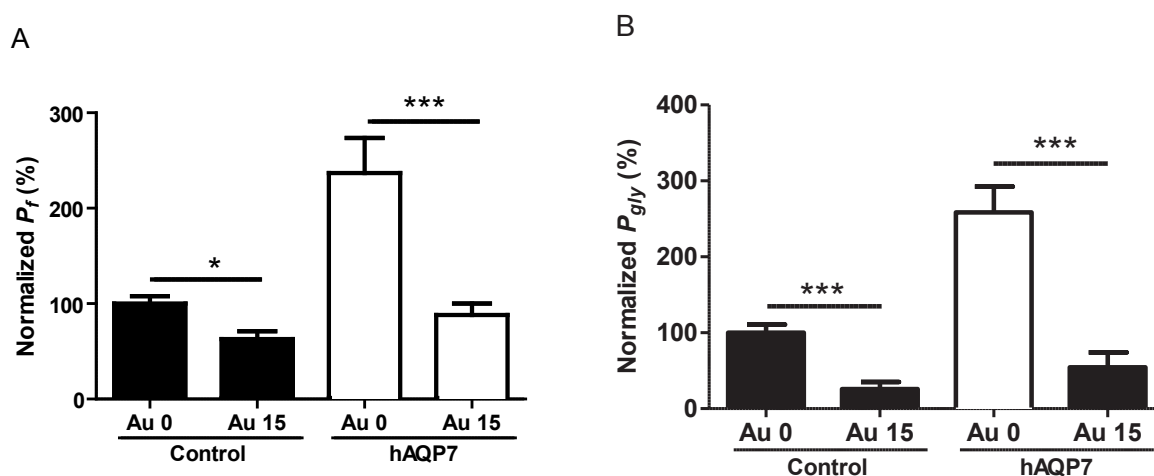 A
Normalized Pf (%)
300
200
100
0
*
***
Au 0 Au 15 Au 0 Au 15
Control hAQP7
B
Normalized Pgly (%)
400
300
200
100
0
***
***
Au 0 Au 15 Au 0 Au 15
Control hAQP7